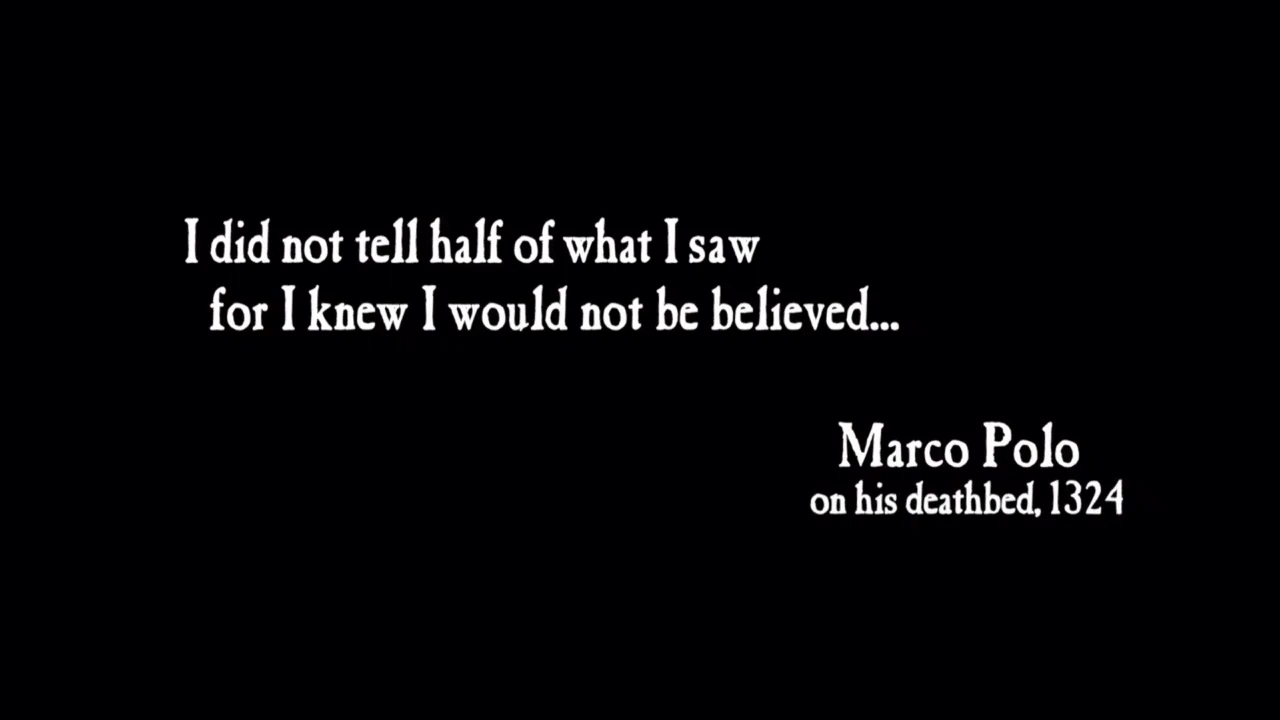 I did not tell half of what I saw
for I knew I would not be believed...
Marco Polo
on his deathbed, 1324